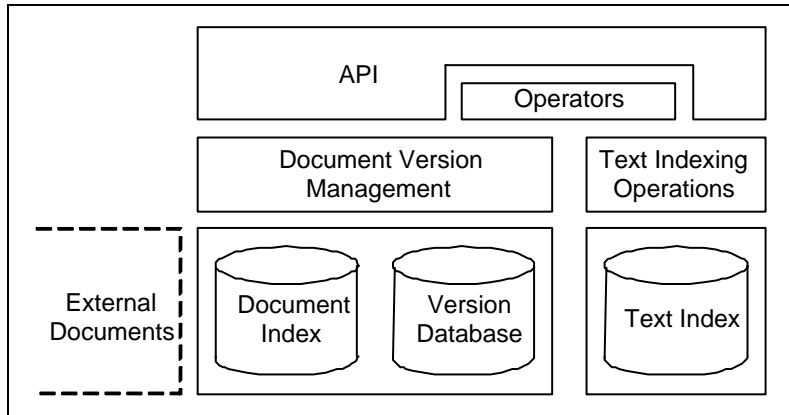 API
Operators
Document Version
Management
Text Indexing
Operations
External
Documents
Document
Index
Version
Database
Text Index